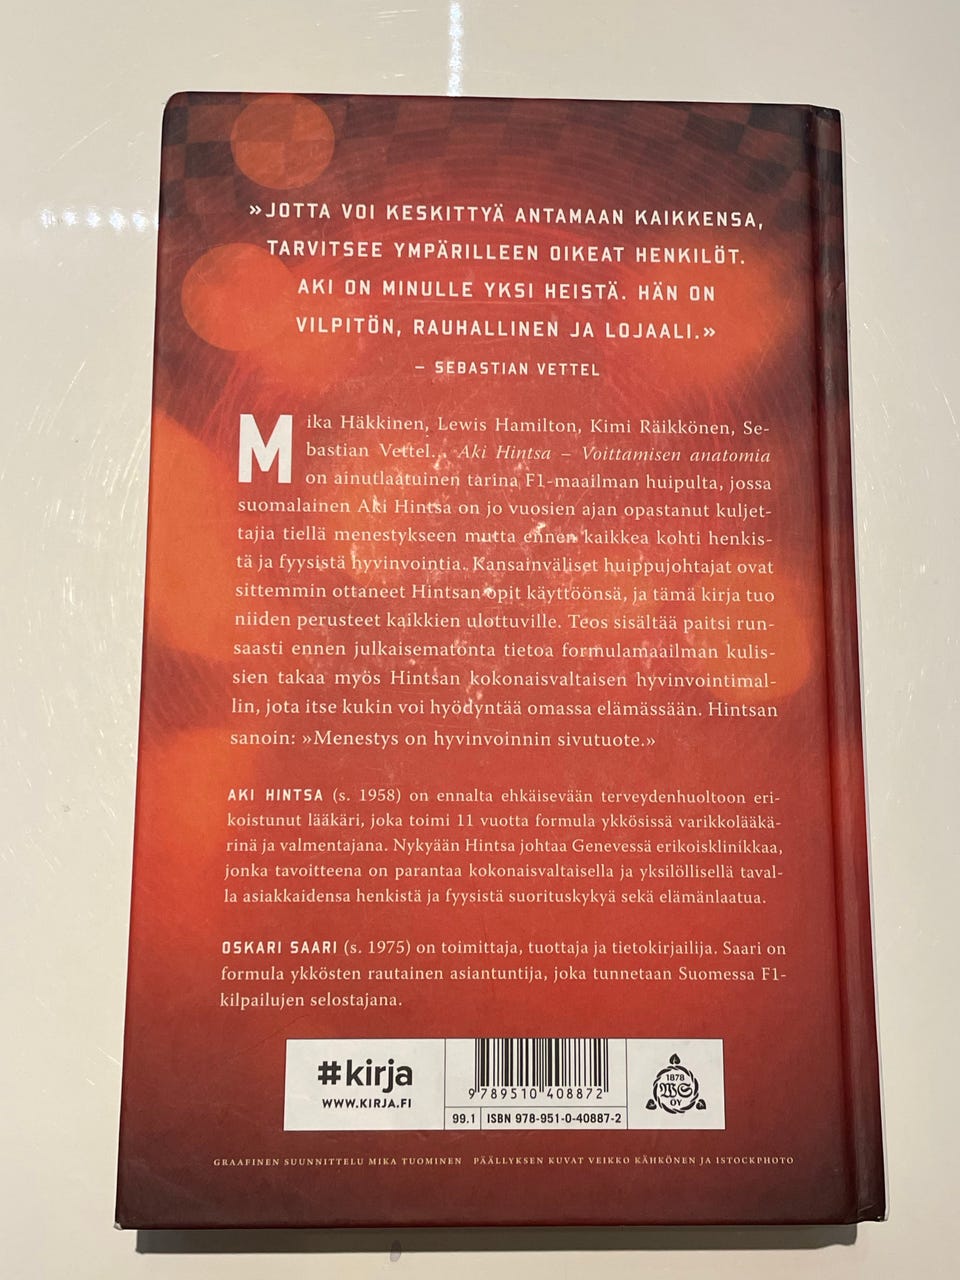 »JOTTA VOI KESKITTYÄ ANTAMAAN KAIKKENSA,
TARVITSEE YMPÄRILLEEN OIKEAT HENKILÖT.
AKI ON MINULLE YKSI HEISTÄ. HÄN ON
VILPITÖN, RAUHALLINEN JA LOJAALI.»
– SEBASTIAN VETTEL
Mika Häkkinen, Lewis Hamilton, Kimi Räikkönen, Se-
bastian Vettel... Aki Hintsa – Voittamisen anatomia
on ainutlaatuinen tarina F1-maailman huipulta, jossa
suomalainen Aki Hintsa on jo vuosien ajan opastanut kuljet-
tajia tiellä menestykseen mutta ennen kaikkea kohti henkis-
tä ja fyysistä hyvinvointia. Kansainväliset huippujohtajat ovat
sittemmin ottaneet Hintsan opit käyttöönsä, ja tämä kirja tuo
niiden perusteet kaikkien ulottuville. Teos sisältää paitsi run-
saasti ennen julkaisematonta tietoa formulamaailman kulis-
sien takaa myös Hintsan kokonaisvaltaisen hyvinvointimal-
lin, jota itse kukin voi hyödyntää omassa elämässään. Hintsan
sanoin: »Menestys on hyvinvoinnin sivutuote.»
AKI HINTSA (s. 1958) on ennalta ehkäisevään terveydenhuoltoon eri-
koistunut lääkäri, joka toimi 11 vuotta formula ykkösissä varikkolääkä-
rinä ja valmentajana. Nykyään Hintsa johtaa Genevessä erikoisklinikkaa,
jonka tavoitteena on parantaa kokonaisvaltaisella ja yksilöllisellä taval-
la asiakkaidensa henkistä ja fyysistä suorituskykyä sekä elämänlaatua.
OSKARI SAARI (s. 1975) on toimittaja, tuottaja ja tietokirjailija. Saari on
formula ykkösten rautainen asiantuntija, joka tunnetaan Suomessa F1-
kilpailujen selostajana.
#kirja
WWW.KIRJA.FI
9 789510 408872
99.1 ISBN 978-951-0-40887-2
1878
WS
OY
GRAAFINEN SUUNNITTELU MIKA TUOMINEN PÄÄLLYKSEN KUVAT VEIKKO KÄHKÖNEN JA ISTOCKPHOTO